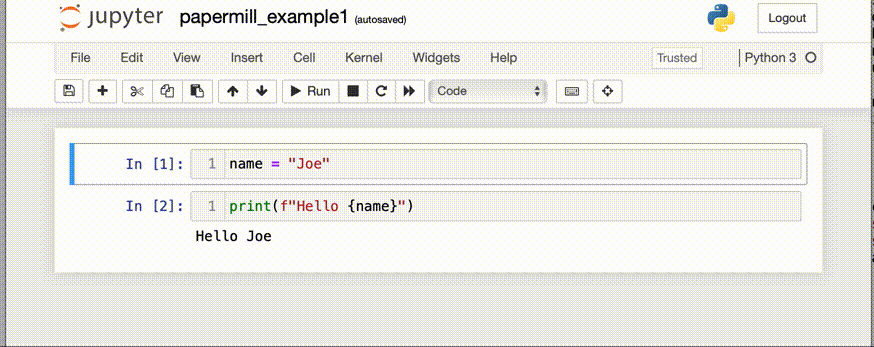 jupyter papermill_example1 (autosaved) Logout
File Edit View Insert Cell Kernel Widgets Help Trusted Python 3
Run Code
In [1]: 1 name = "Joe"
In [2]: 1 print(f"Hello {name}")
Hello Joe